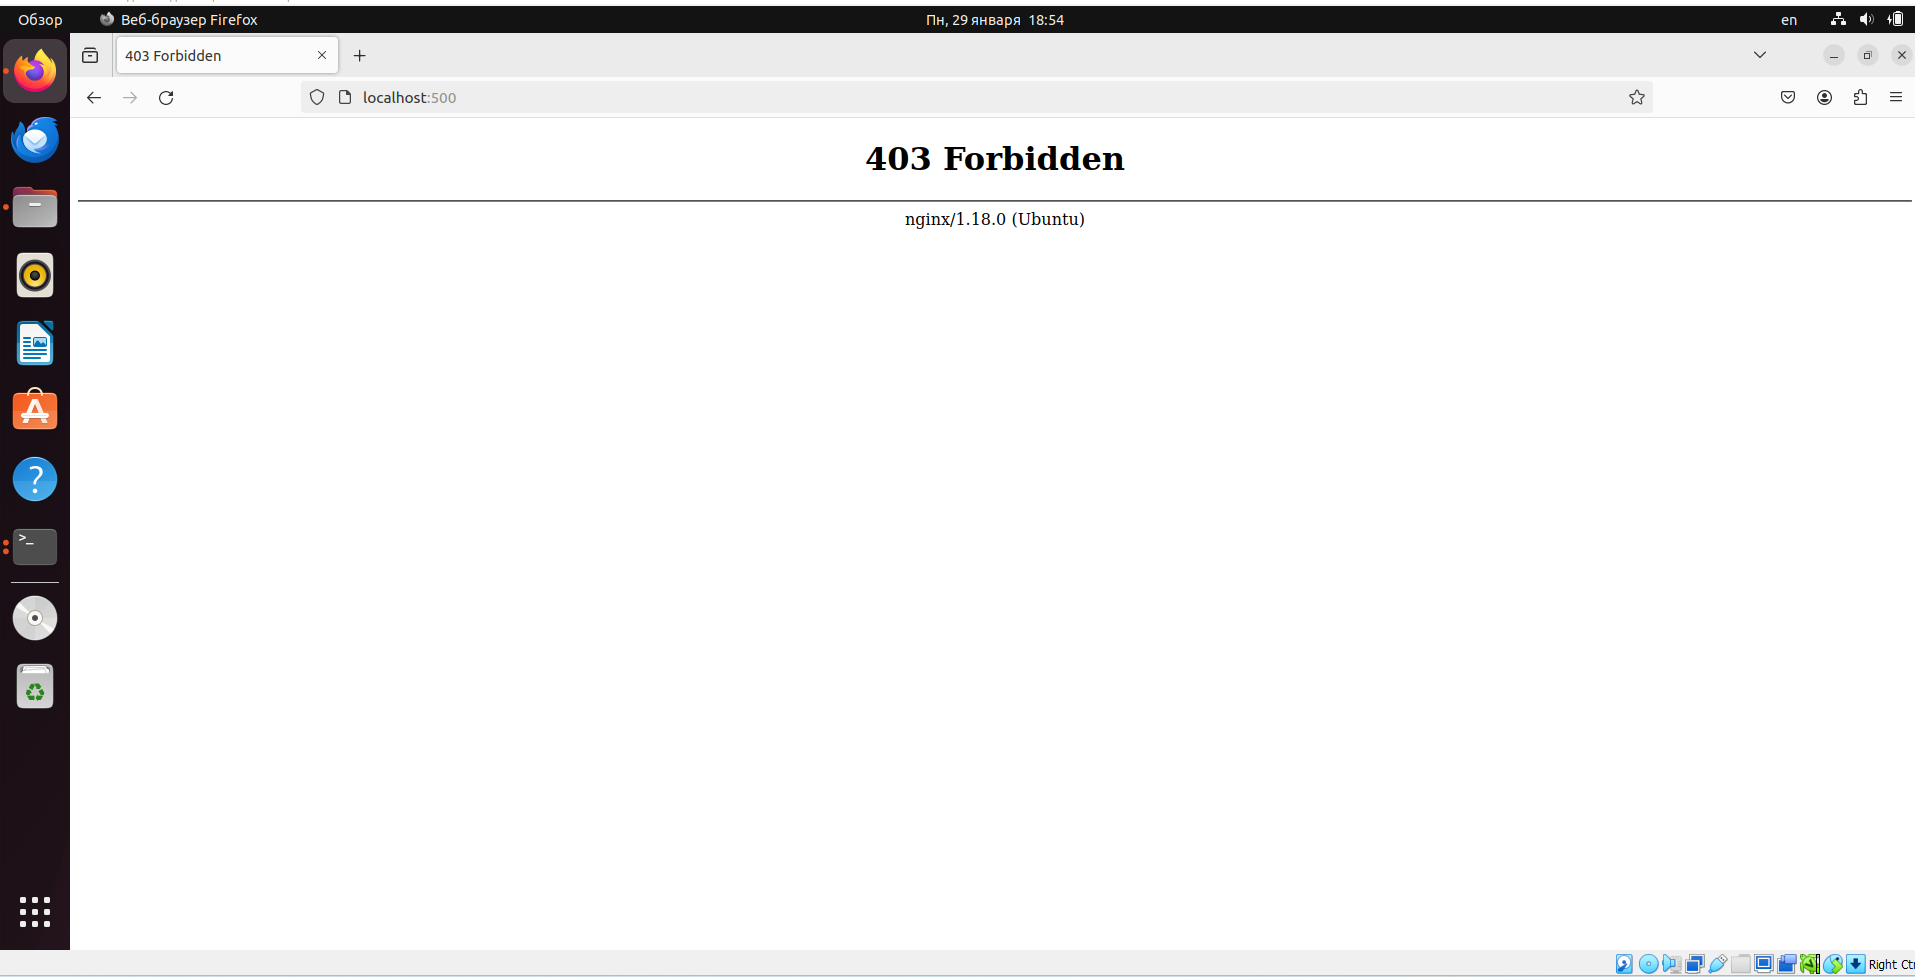 Обзор
Веб-браузер Firefox
Пн, 29 января 18:54
en
403 Forbidden
localhost:500
403 Forbidden
nginx/1.18.0 (Ubuntu)
Right Ct